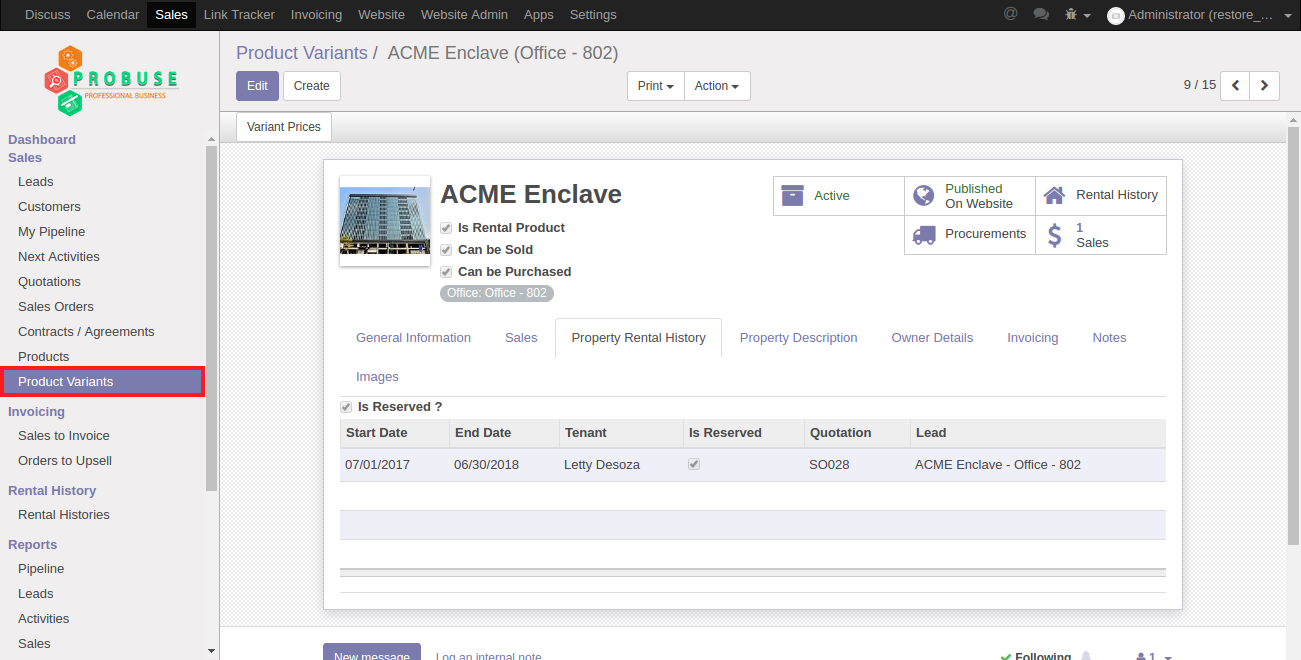 Discuss Calendar Sales Link Tracker Invoicing Website Website Admin Apps Settings @ Administrator (restore_...
PROBUSE
PROFESSIONAL BUSINESS
Dashboard
Sales
Leads
Customers
My Pipeline
Next Activities
Quotations
Sales Orders
Contracts / Agreements
Products
Product Variants
Invoicing
Sales to Invoice
Orders to Upsell
Rental History
Rental Histories
Reports
Pipeline
Leads
Activities
Sales
Product Variants / ACME Enclave (Office - 802)
Edit Create Print Action 9 / 15
Variant Prices
ACME Enclave
Is Rental Product
Can be Sold
Can be Purchased
Office: Office - 802
Active
Published
On Website
Rental History
Procurements
1
Sales
General Information Sales Property Rental History Property Description Owner Details Invoicing Notes
Images
Is Reserved ?
Start Date End Date Tenant Is Reserved Quotation Lead
07/01/2017 06/30/2018 Letty Desoza SO028 ACME Enclave - Office - 802
New message Log an internal note Following 1